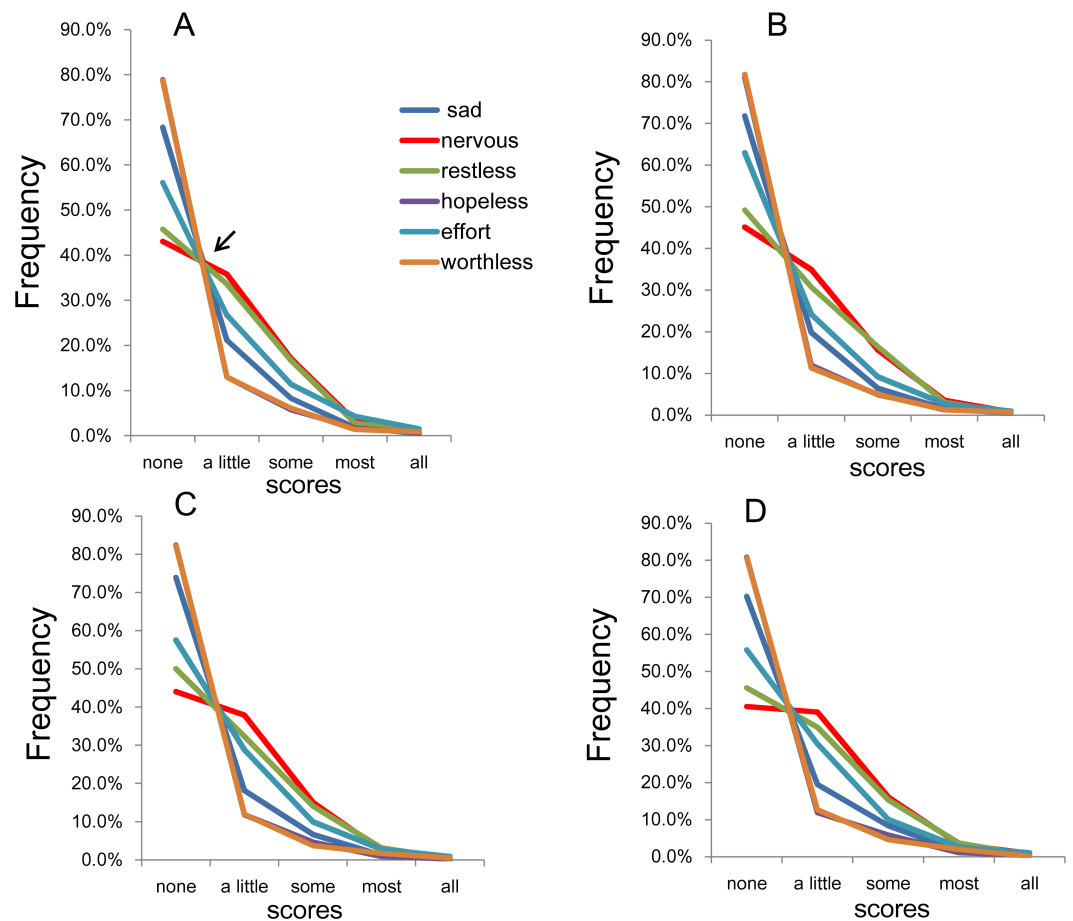 A
90.0%
80.0%
70.0%
60.0%
50.0%
40.0%
30.0%
20.0%
10.0%
0.0%
Frequency
none a little some most all
scores
sad
nervous
restless
hopeless
effort
worthless
B
90.0%
80.0%
70.0%
60.0%
50.0%
40.0%
30.0%
20.0%
10.0%
0.0%
Frequency
none a little some most all
scores
C
90.0%
80.0%
70.0%
60.0%
50.0%
40.0%
30.0%
20.0%
10.0%
0.0%
Frequency
none a little some most all
scores
D
90.0%
80.0%
70.0%
60.0%
50.0%
40.0%
30.0%
20.0%
10.0%
0.0%
Frequency
none a little some most all
scores